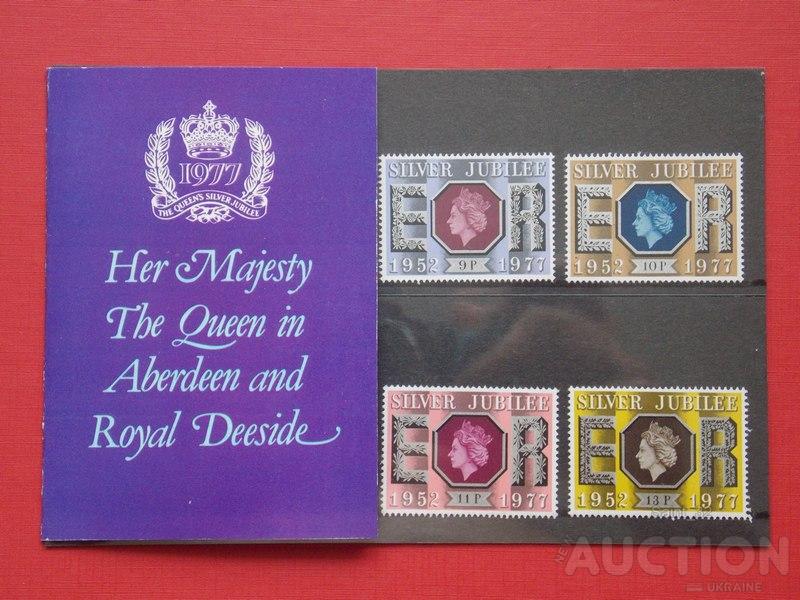 1977
THE QUEEN'S SILVER JUBILEE
Her Majesty
The Queen in
Aberdeen and
Royal Deeside
SILVER JUBILEE
E R
1952 9P 1977
SILVER JUBILEE
E R
1952 10P 1977
SILVER JUBILEE
E R
1952 11P 1977
SILVER JUBILEE
E R
1952 13P 1977
NEW
AUCTION
UKRAINE